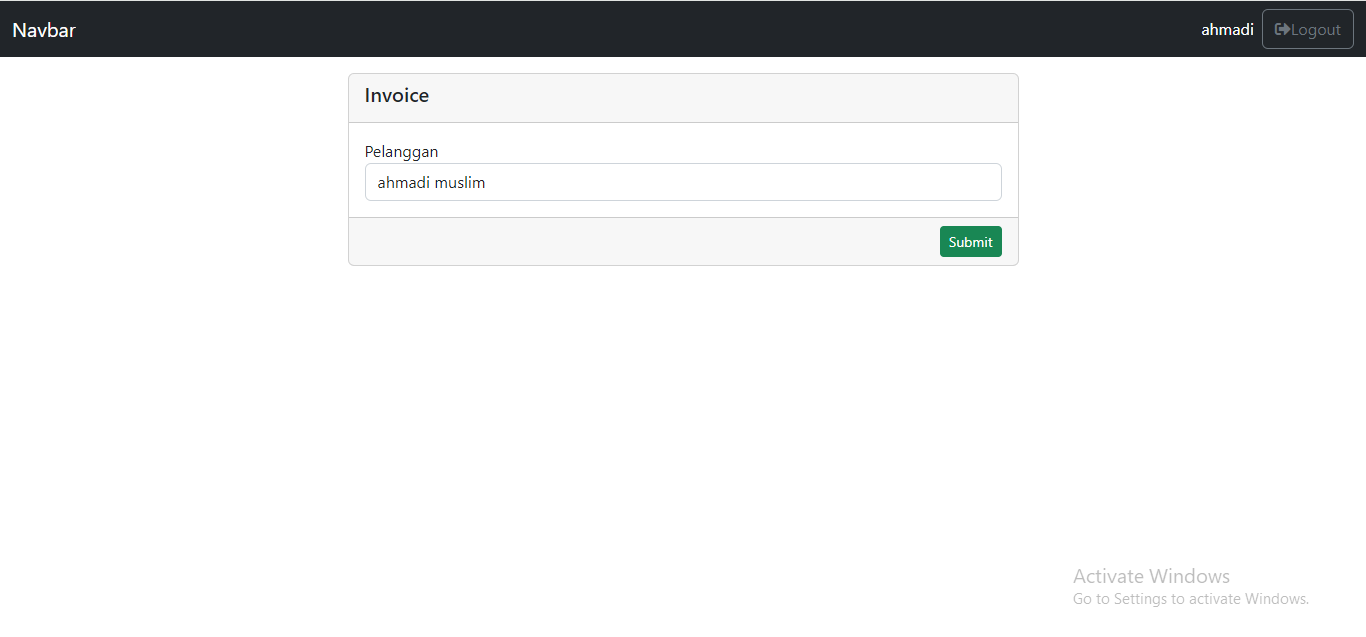 Navbar
ahmadi
Logout
Invoice
Pelanggan
ahmadi muslim
Submit
Activate Windows
Go to Settings to activate Windows.